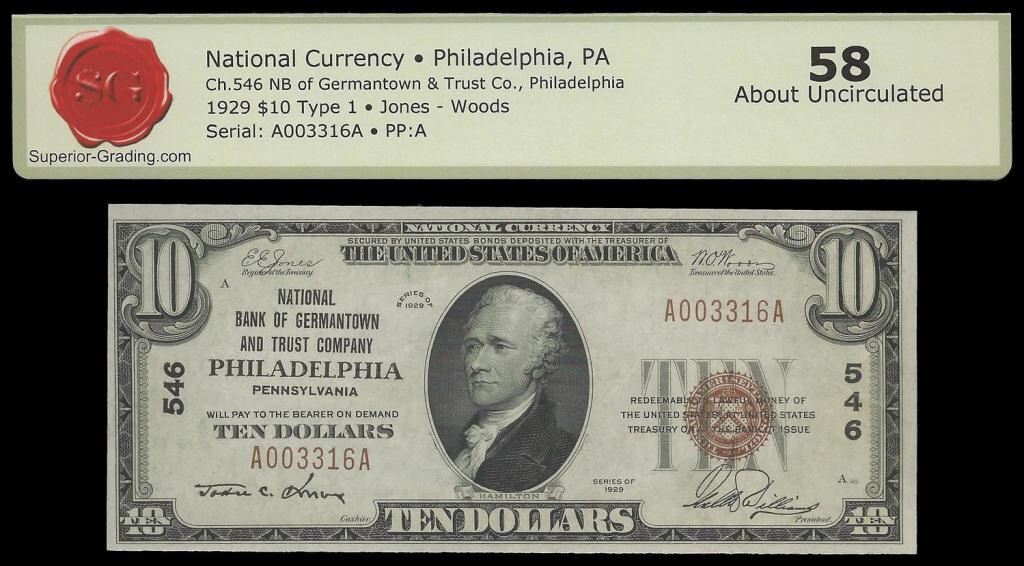 SG
Superior-Grading.com
National Currency • Philadelphia, PA
Ch.546 NB of Germantown & Trust Co., Philadelphia
1929 $10 Type 1 • Jones - Woods
Serial: A003316A • PP:A
58
About Uncirculated
NATIONAL CURRENCY
SECURED BY UNITED STATES BONDS DEPOSITED WITH THE TREASURER OF
THE UNITED STATES OF AMERICA
10
10
E E Jones
Register of the Treasury
W O Woods
Treasurer of the United States
A
SERIES OF
1929
NATIONAL
BANK OF GERMANTOWN
AND TRUST COMPANY
PHILADELPHIA
PENNSYLVANIA
546
WILL PAY TO THE BEARER ON DEMAND
TEN DOLLARS
A003316A
A003316A
TEN
REDEEMABLE IN LAWFUL MONEY OF
THE UNITED STATES AT UNITED STATES
TREASURY OR AT THE BANK OF ISSUE
546
A
Cashier
HAMILTON
SERIES OF
1929
Williams
President
10
TEN
TEN DOLLARS
10
TEN